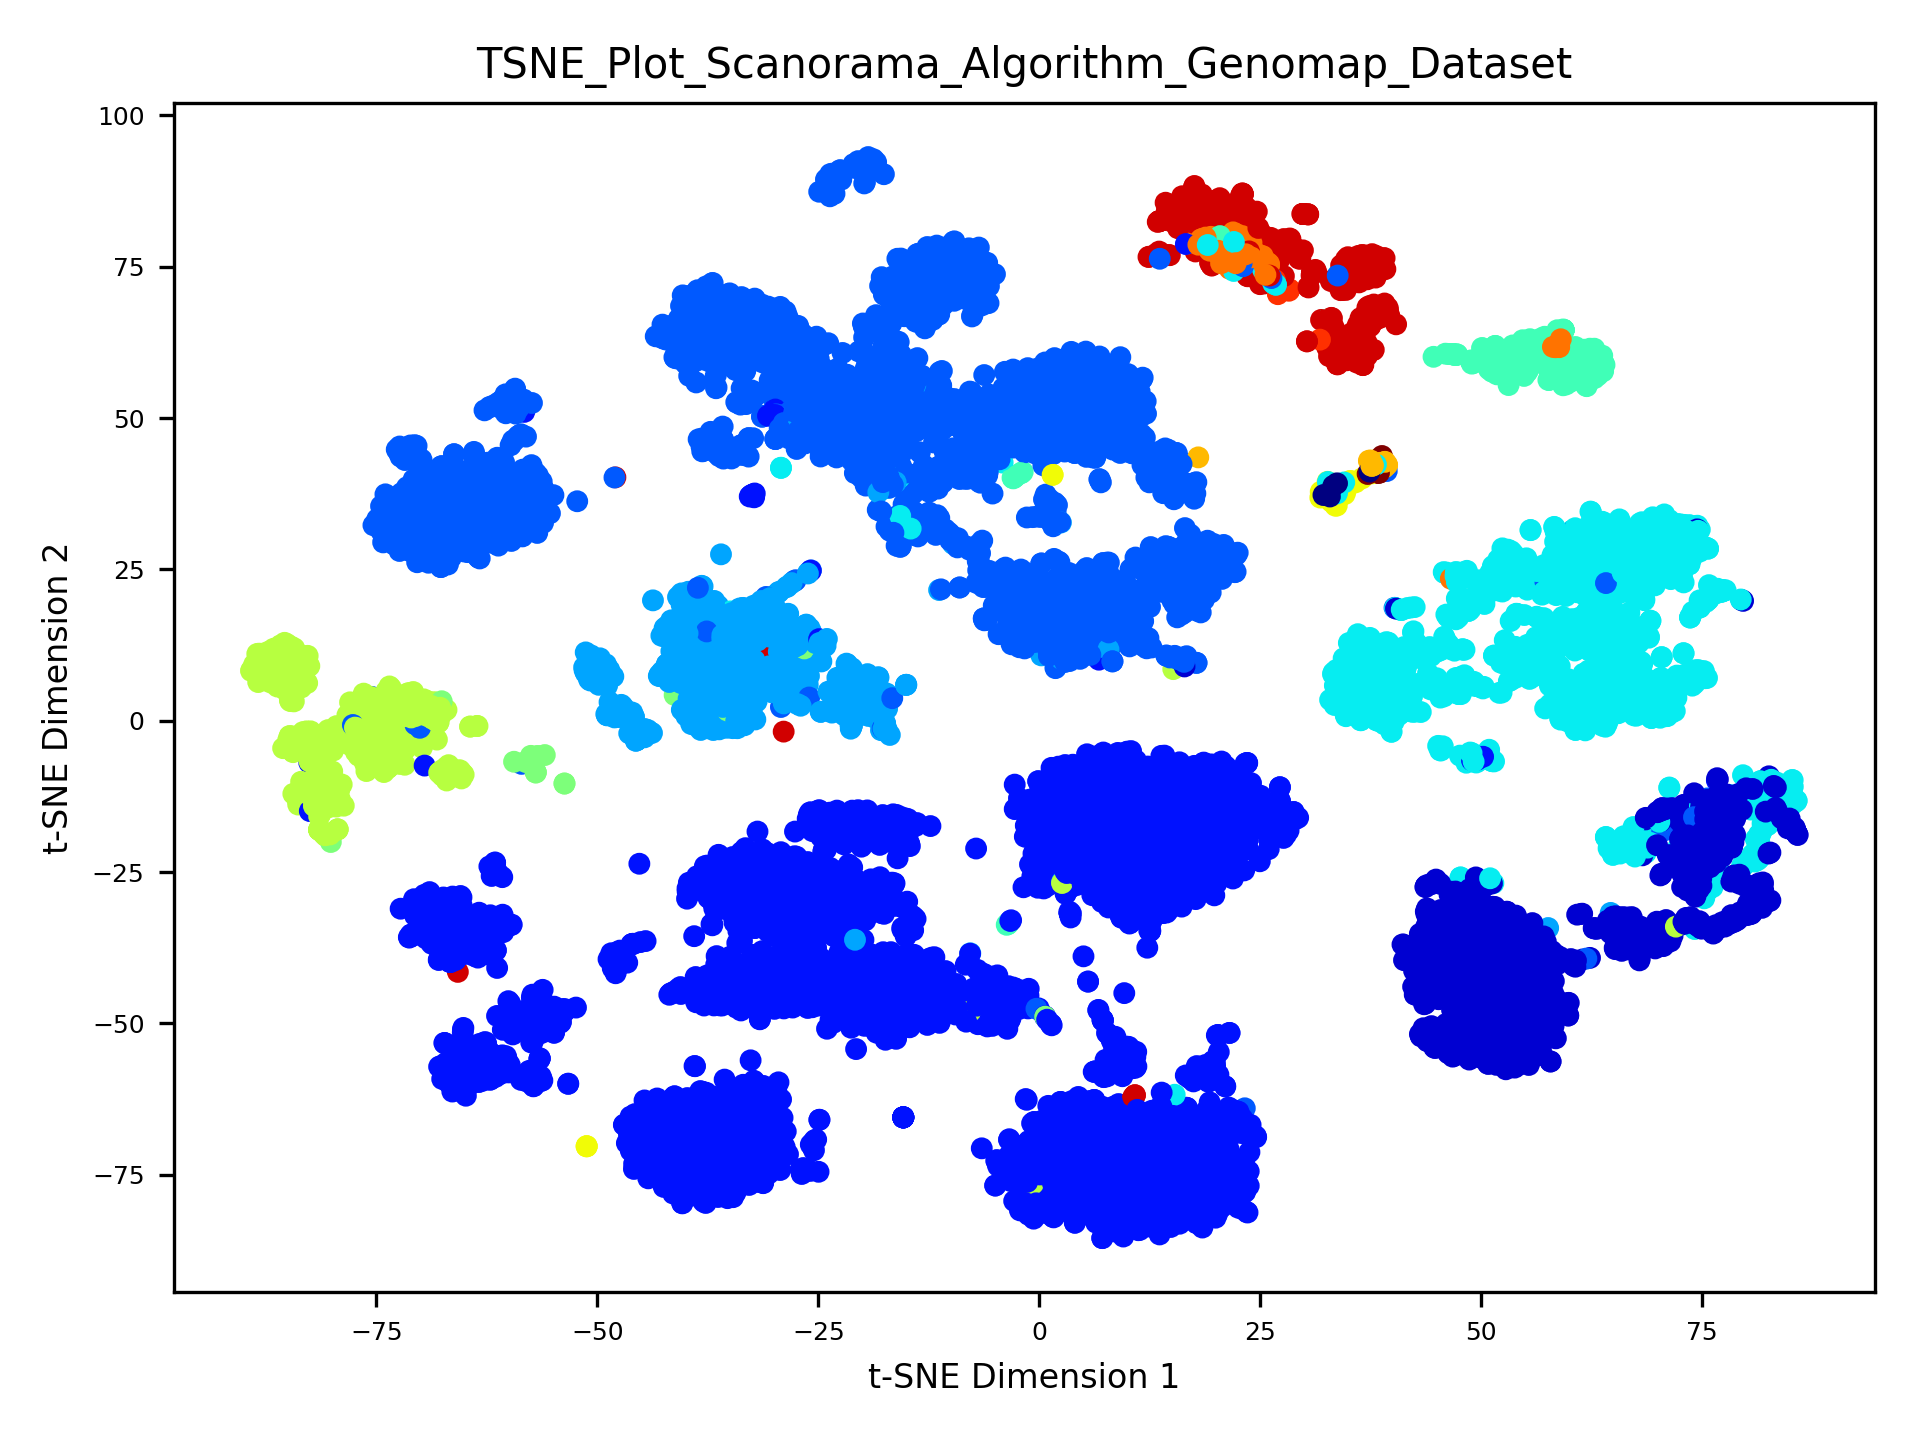 TSNE_Plot_Scanorama_Algorithm_Genomap_Dataset
100
75
50
25
0
−25
−50
−75
t-SNE Dimension 2
−75 −50 −25 0 25 50 75
t-SNE Dimension 1